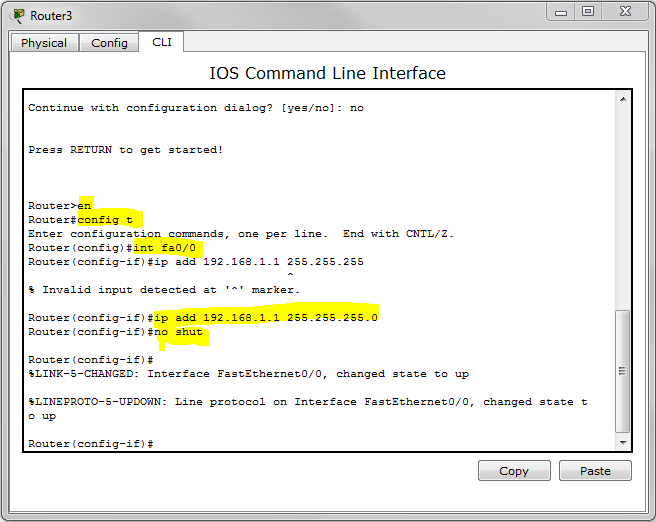 Router3
Physical Config CLI
IOS Command Line Interface
Continue with configuration dialog? [yes/no]: no
Press RETURN to get started!
Router>en
Router#config t
Enter configuration commands, one per line.  End with CNTL/Z.
Router(config)#int fa0/0
Router(config-if)#ip add 192.168.1.1 255.255.255
^
% Invalid input detected at '^' marker.
Router(config-if)#ip add 192.168.1.1 255.255.255.0
Router(config-if)#no shut
Router(config-if)#
%LINK-5-CHANGED: Interface FastEthernet0/0, changed state to up
%LINEPROTO-5-UPDOWN: Line protocol on Interface FastEthernet0/0, changed state t
o up
Router(config-if)#
Copy Paste